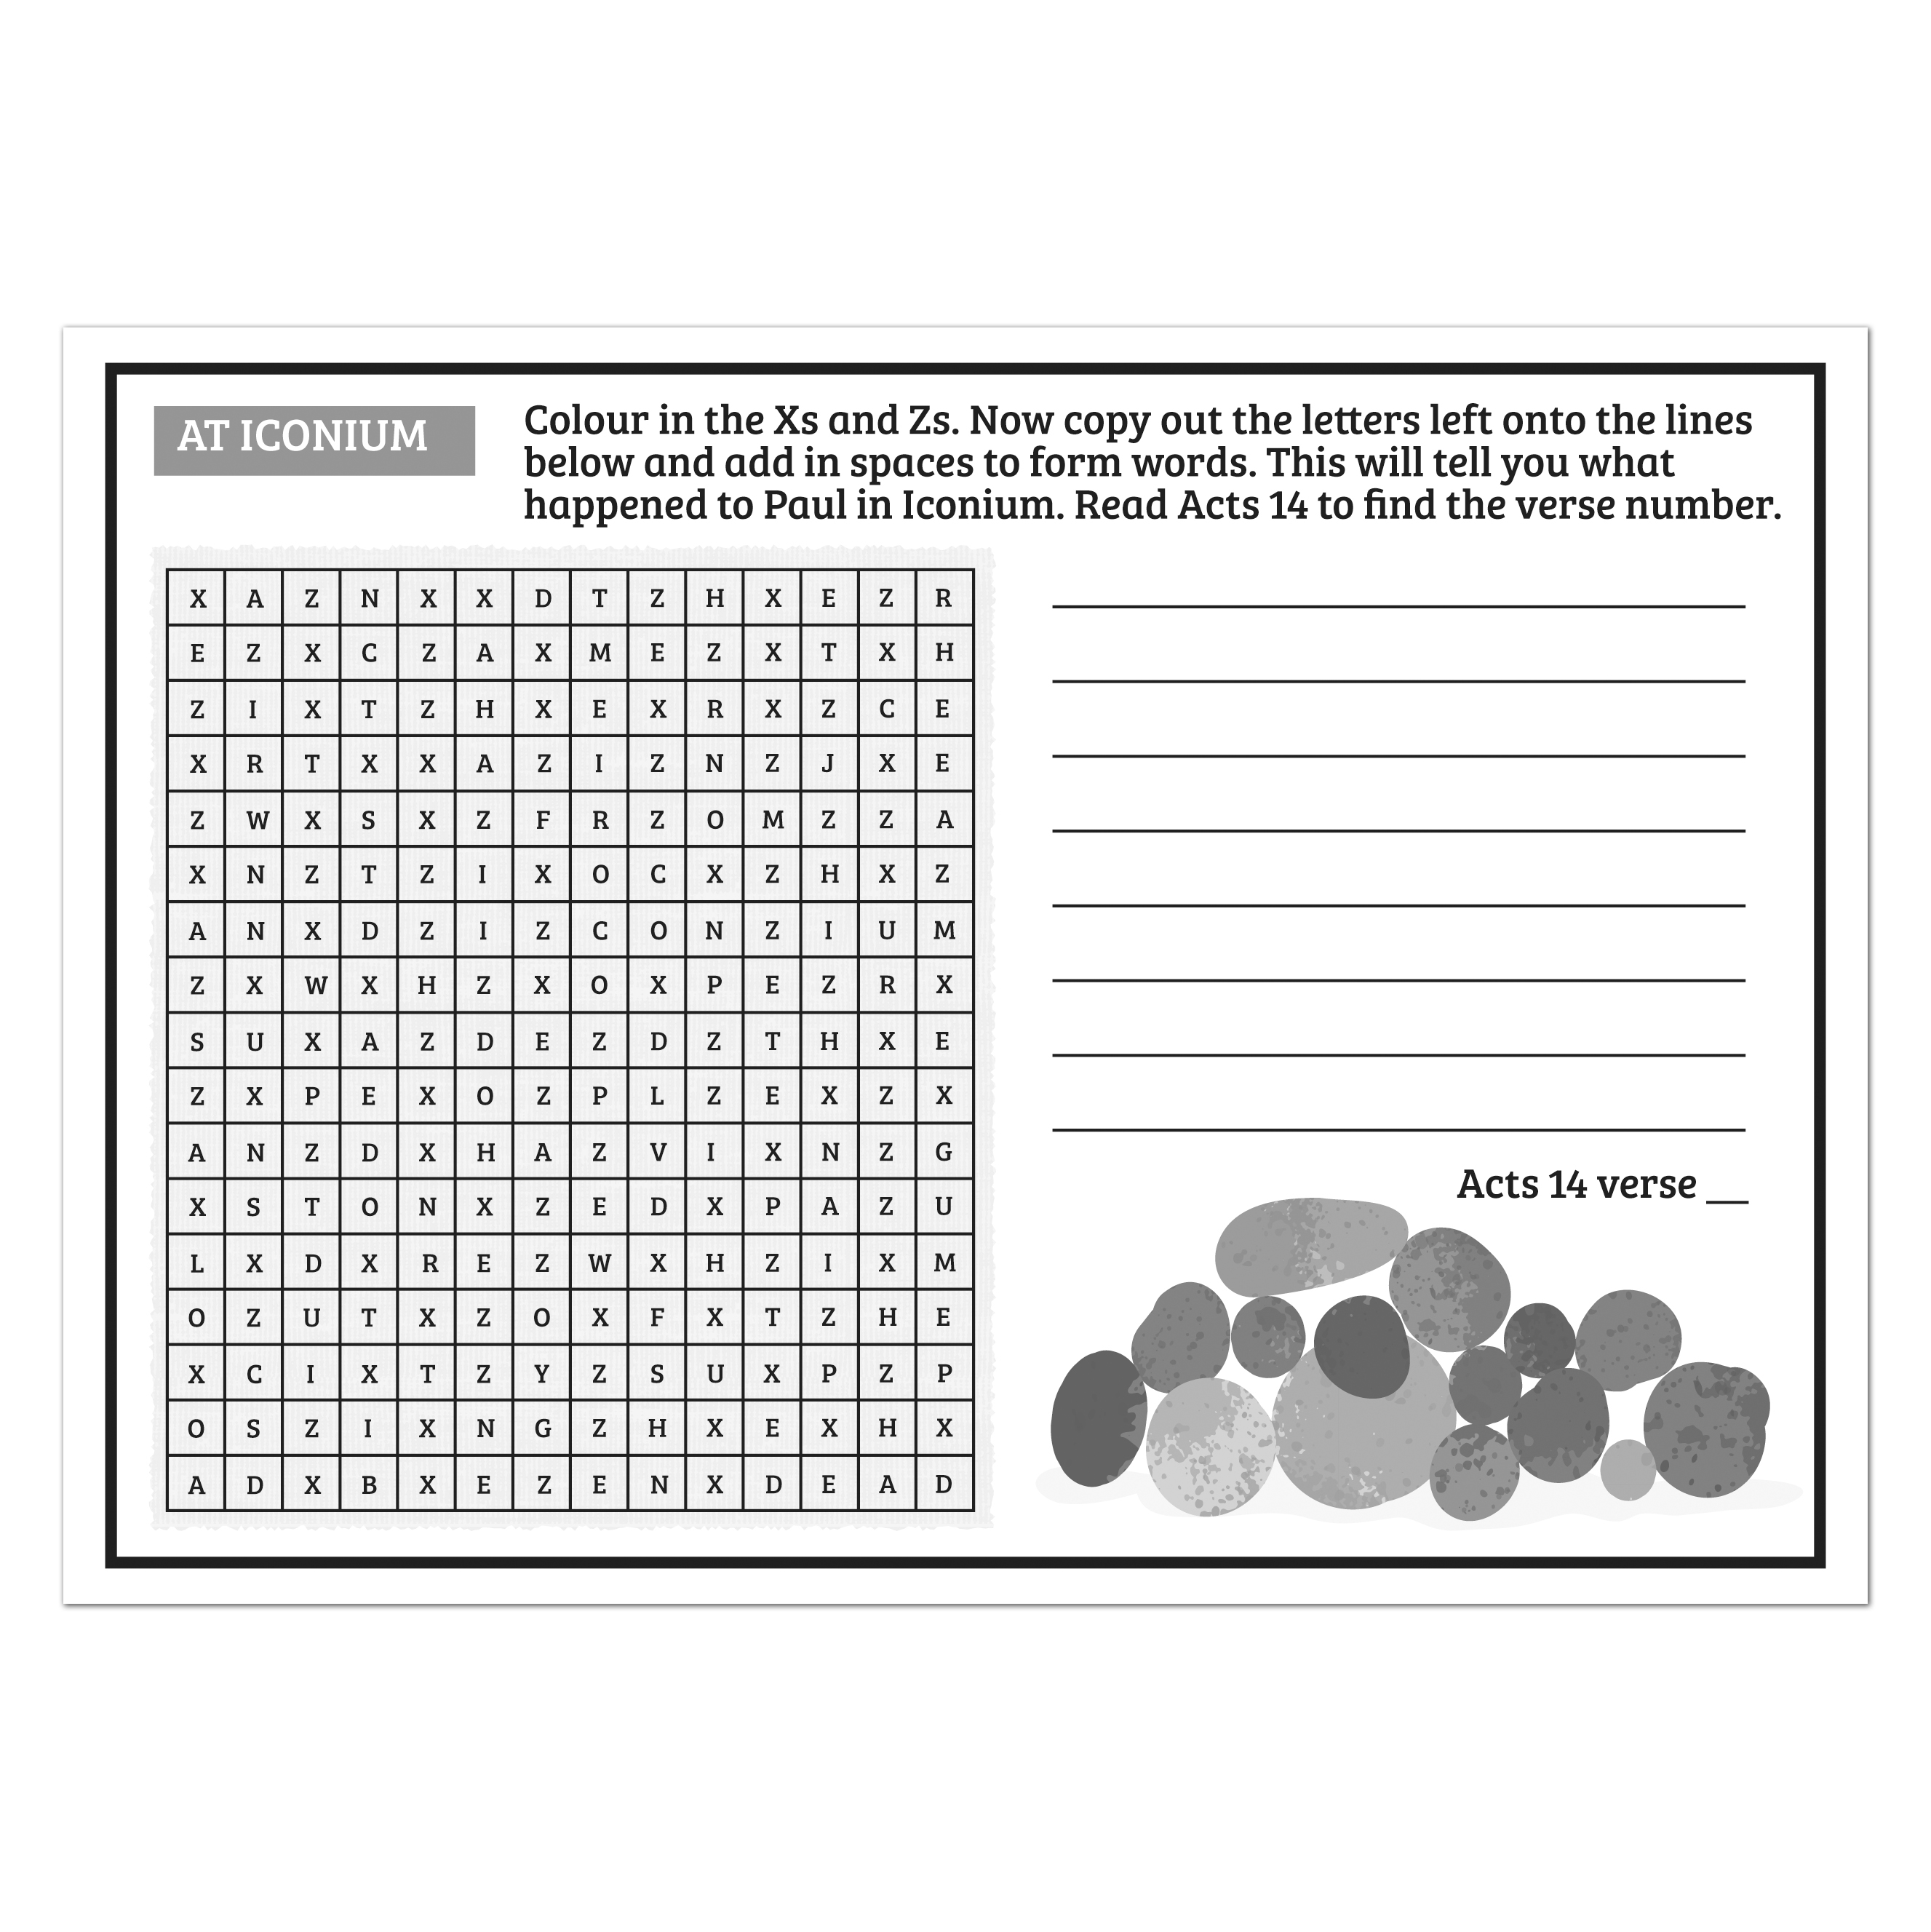 AT ICONIUM
Colour in the Xs and Zs. Now copy out the letters left onto the lines
below and add in spaces to form words. This will tell you what
happened to Paul in Iconium. Read Acts 14 to find the verse number.
X A Z N X X D T Z H X E Z R
E Z X C Z A X M E Z X T X H
Z I X T Z H X E X R X Z C E
X R T X X A Z I Z N Z J X E
Z W X S X Z F R Z O M Z Z A
X N Z T Z I X O C X Z H X Z
A N X D Z I Z C O N Z I U M
Z X W X H Z X O X P E Z R X
S U X A Z D E Z D Z T H X E
Z X P E X O Z P L Z E X Z X
A N Z D X H A Z V I X N Z G
X S T O N X Z E D X P A Z U
L X D X R E Z W X H Z I X M
O Z U T X Z O X F X T Z H E
X C I X T Z Y Z S U X P Z P
O S Z I X N G Z H X E X H X
A D X B X E Z E N X D E A D
Acts 14 verse __